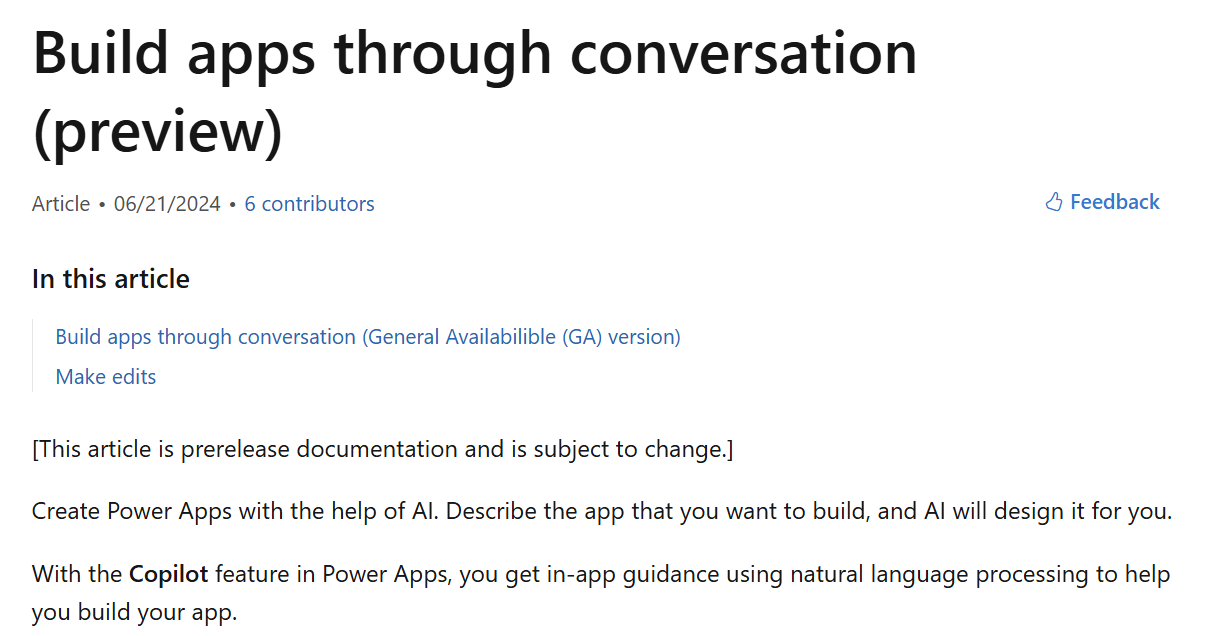 Build apps through conversation
(preview)
Article • 06/21/2024 • 6 contributors
Feedback
In this article
Build apps through conversation (General Availabilible (GA) version)
Make edits
[This article is prerelease documentation and is subject to change.]
Create Power Apps with the help of AI. Describe the app that you want to build, and AI will design it for you.
With the Copilot feature in Power Apps, you get in-app guidance using natural language processing to help
you build your app.